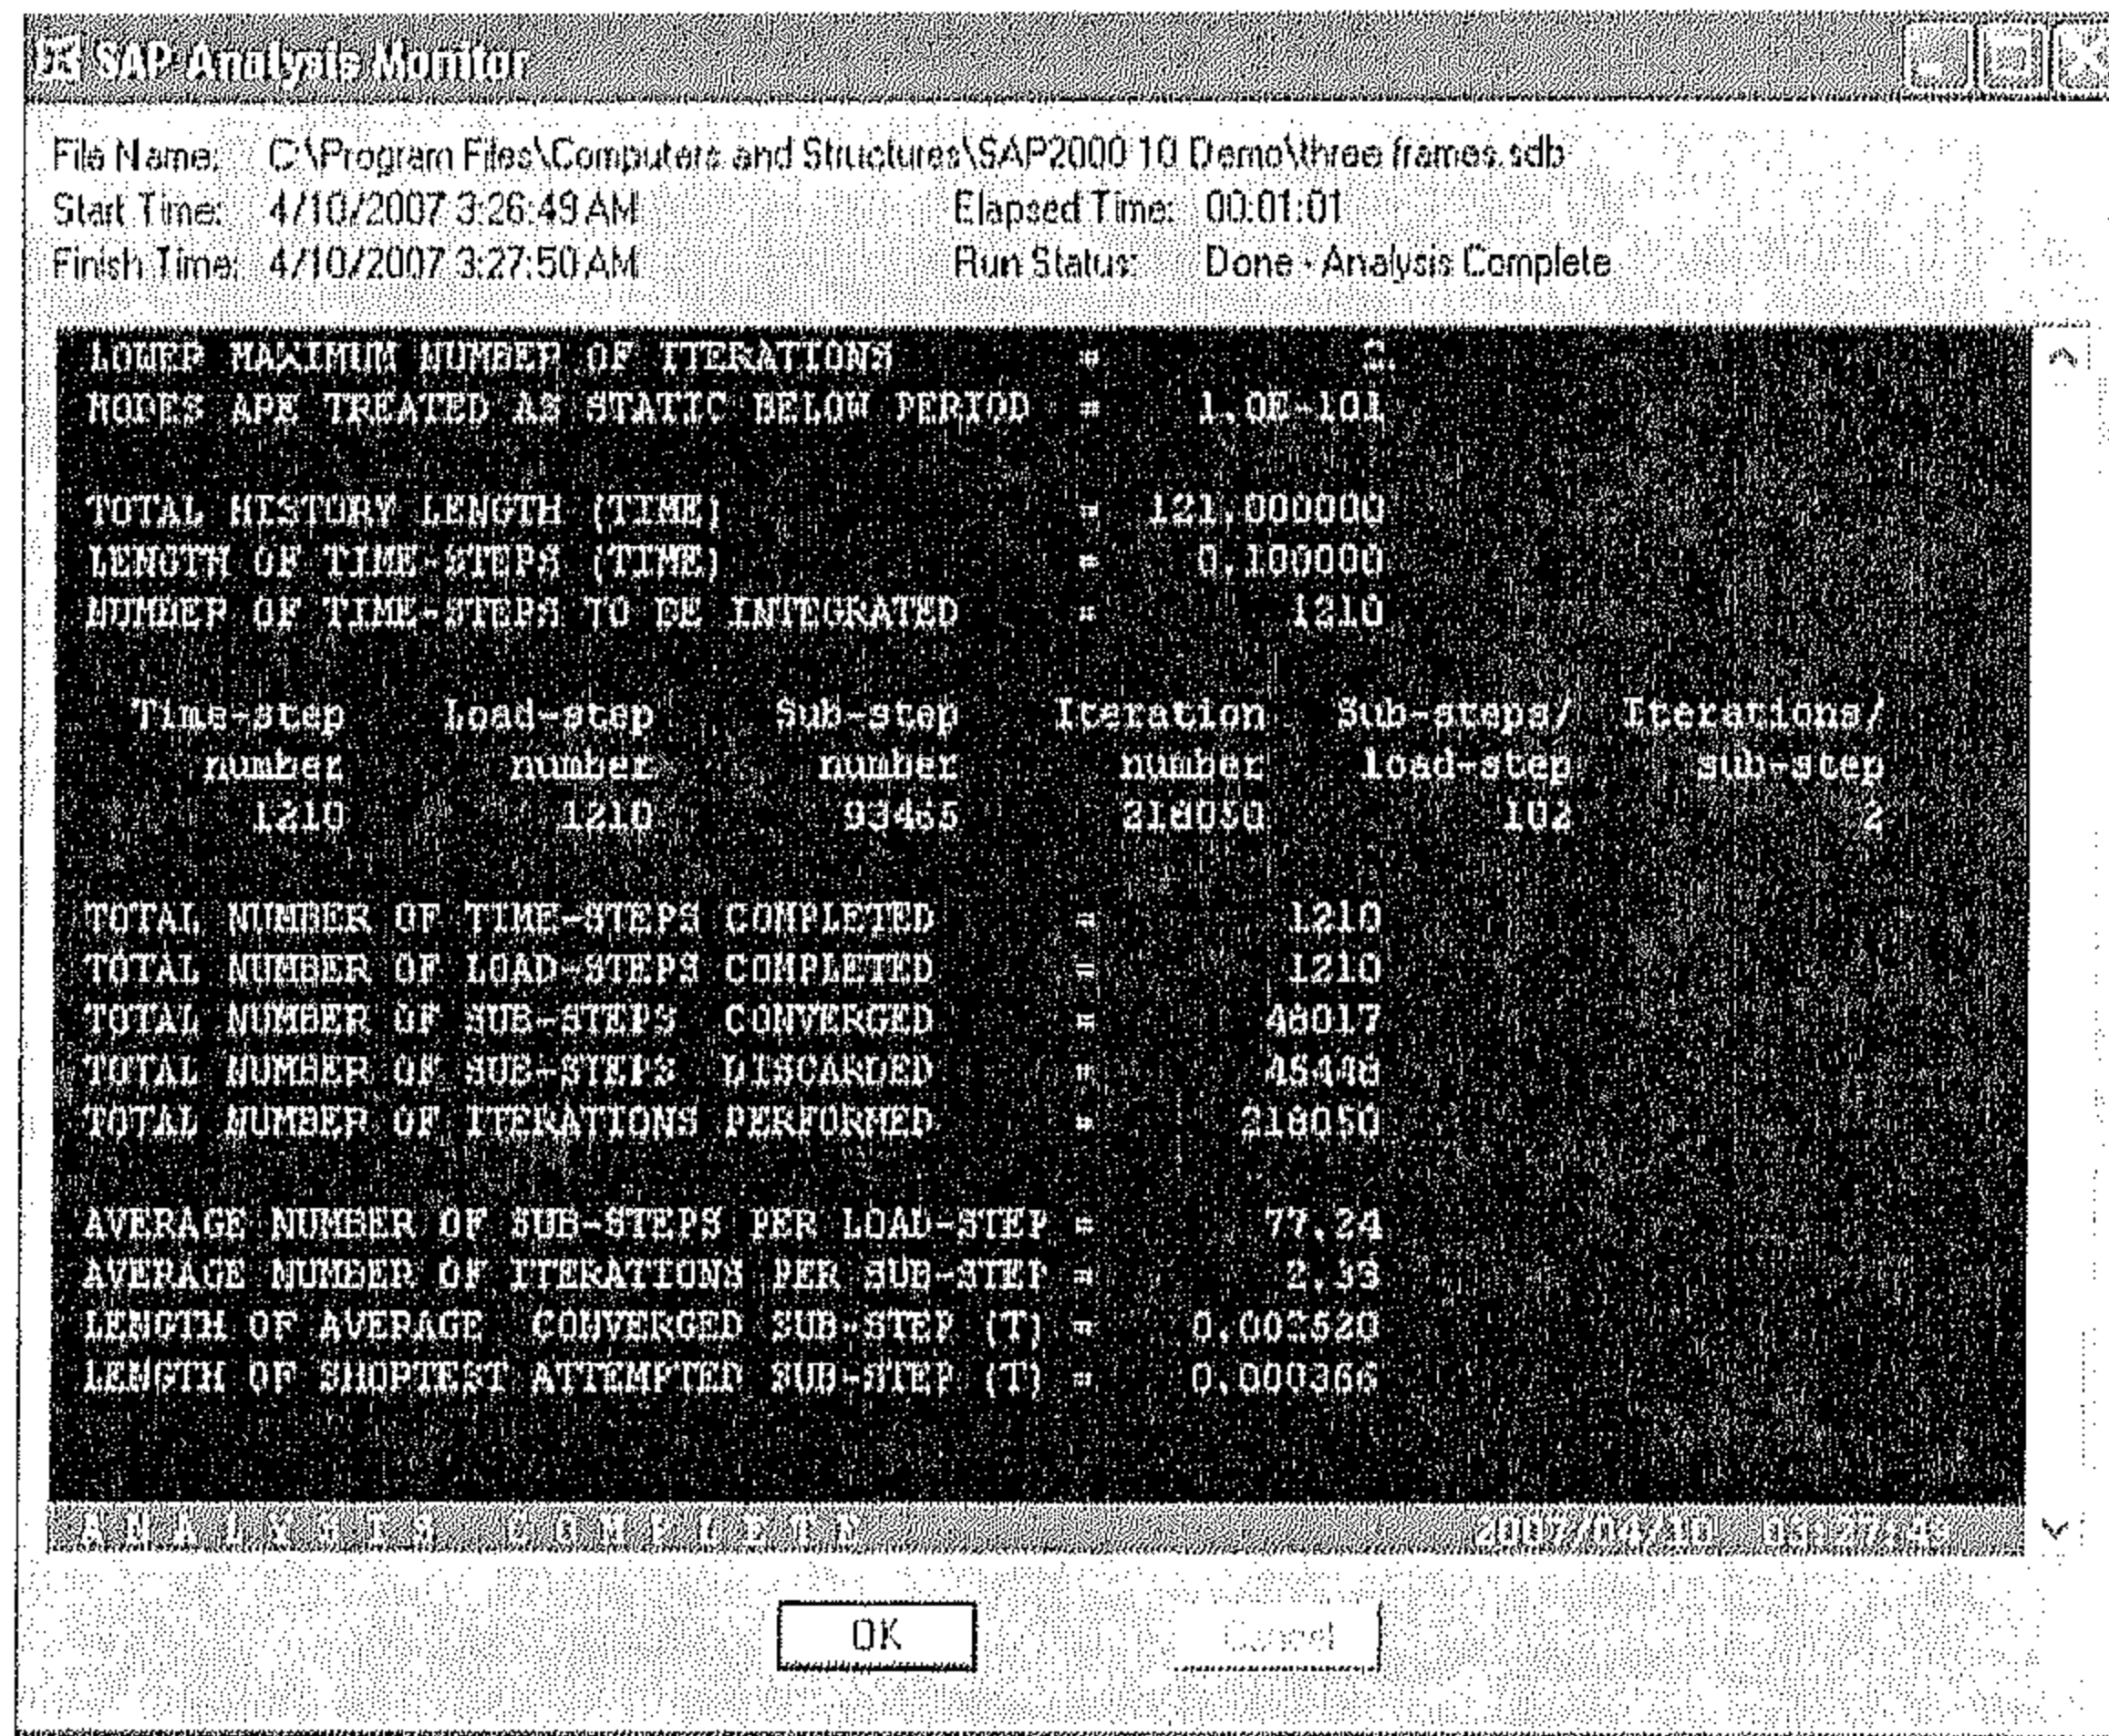 SAP Analysis Monitor
File Name: C:\Program Files\Computers and Structures\SAP2000 10 Demo\three frames.sdb
Start Time: 4/10/2007 3:26:49 AM Elapsed Time: 00:01:01
Finish Time: 4/10/2007 3:27:50 AM Run Status: Done - Analysis Complete
LOWER MAXIMUM NUMBER OF ITERATIONS =
MODES ARE TREATED AS STATIC BELOW PERIOD = 1.0E-101
TOTAL HISTORY LENGTH (TIME) = 121.000000
LENGTH OF TIME-STEPS (TIME) = 0.100000
NUMBER OF TIME-STEPS TO BE INTEGRATED = 1210
Time-step Load-step Sub-step Iteration Sub-steps/ Iterations/
number number number number load-step sub-step
1210 1210 93465 218050 102 2
TOTAL NUMBER OF TIME-STEPS COMPLETED = 1210
TOTAL NUMBER OF LOAD-STEPS COMPLETED = 1210
TOTAL NUMBER OF SUB-STEPS CONVERGED = 48017
TOTAL NUMBER OF SUB-STEPS DISCARDED = 45448
TOTAL NUMBER OF ITERATIONS PERFORMED = 218050
AVERAGE NUMBER OF SUB-STEPS PER LOAD-STEP = 77.24
AVERAGE NUMBER OF ITERATIONS PER SUB-STEP = 2.33
LENGTH OF AVERAGE CONVERGED SUB-STEP (T) = 0.002520
LENGTH OF SHORTEST ATTEMPTED SUB-STEP (T) = 0.000366
A N A L Y S I S C O M P L E T E 2007/04/10
OK Cancel